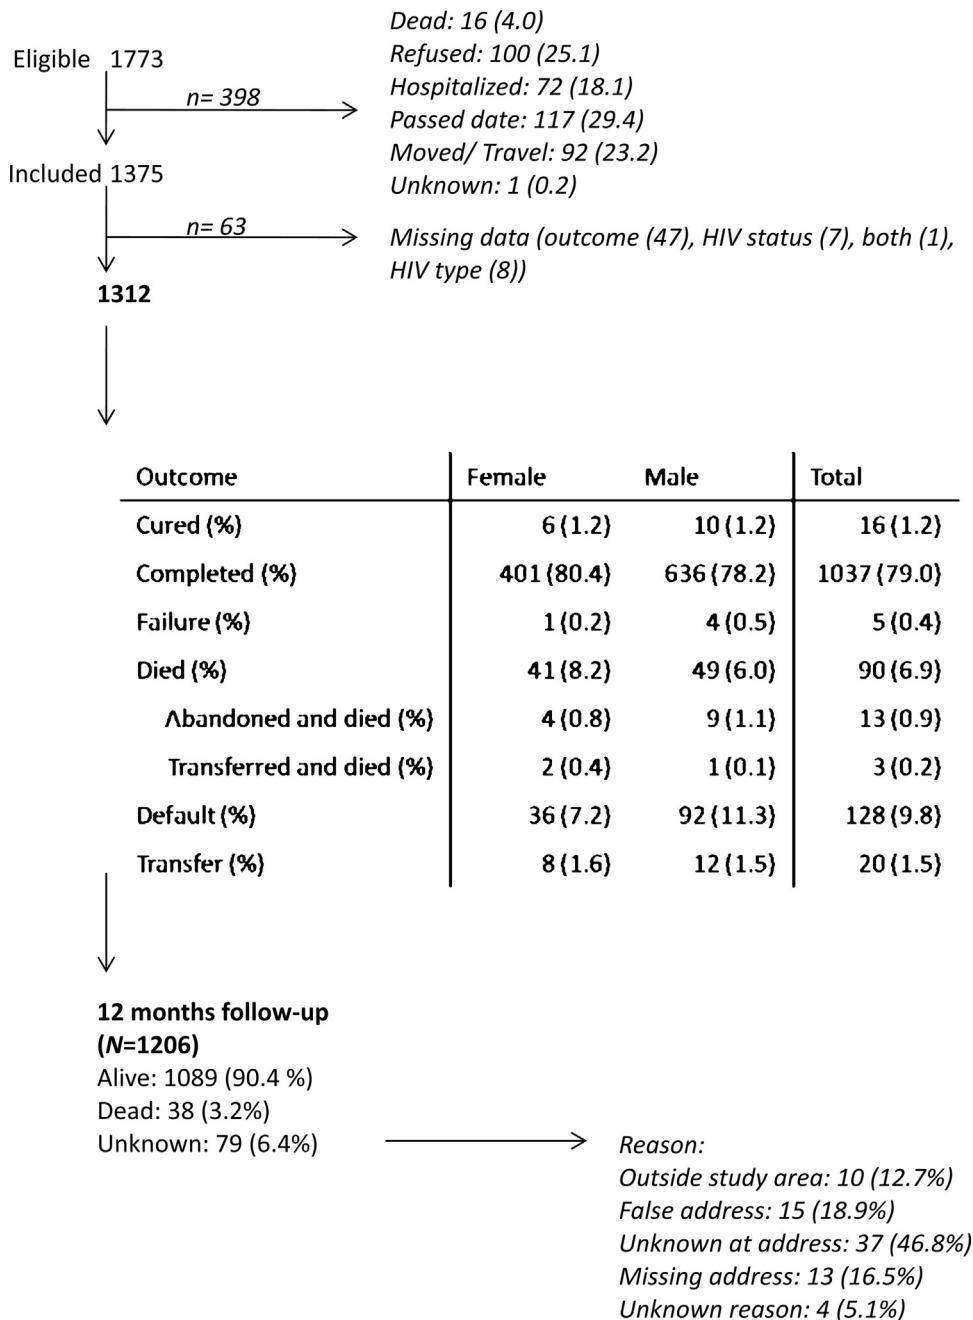 Eligible 1773
n= 398
Dead: 16 (4.0)
Refused: 100 (25.1)
Hospitalized: 72 (18.1)
Passed date: 117 (29.4)
Moved/ Travel: 92 (23.2)
Unknown: 1 (0.2)
Included 1375
n= 63
Missing data (outcome (47), HIV status (7), both (1),
HIV type (8))
1312
Outcome Female Male Total
Cured (%) 6 (1.2) 10 (1.2) 16 (1.2)
Completed (%) 401 (80.4) 636 (78.2) 1037 (79.0)
Failure (%) 1 (0.2) 4 (0.5) 5 (0.4)
Died (%) 41 (8.2) 49 (6.0) 90 (6.9)
Abandoned and died (%) 4 (0.8) 9 (1.1) 13 (0.9)
Transferred and died (%) 2 (0.4) 1 (0.1) 3 (0.2)
Default (%) 36 (7.2) 92 (11.3) 128 (9.8)
Transfer (%) 8 (1.6) 12 (1.5) 20 (1.5)
12 months follow-up
(N=1206)
Alive: 1089 (90.4 %)
Dead: 38 (3.2%)
Unknown: 79 (6.4%)
Reason:
Outside study area: 10 (12.7%)
False address: 15 (18.9%)
Unknown at address: 37 (46.8%)
Missing address: 13 (16.5%)
Unknown reason: 4 (5.1%)